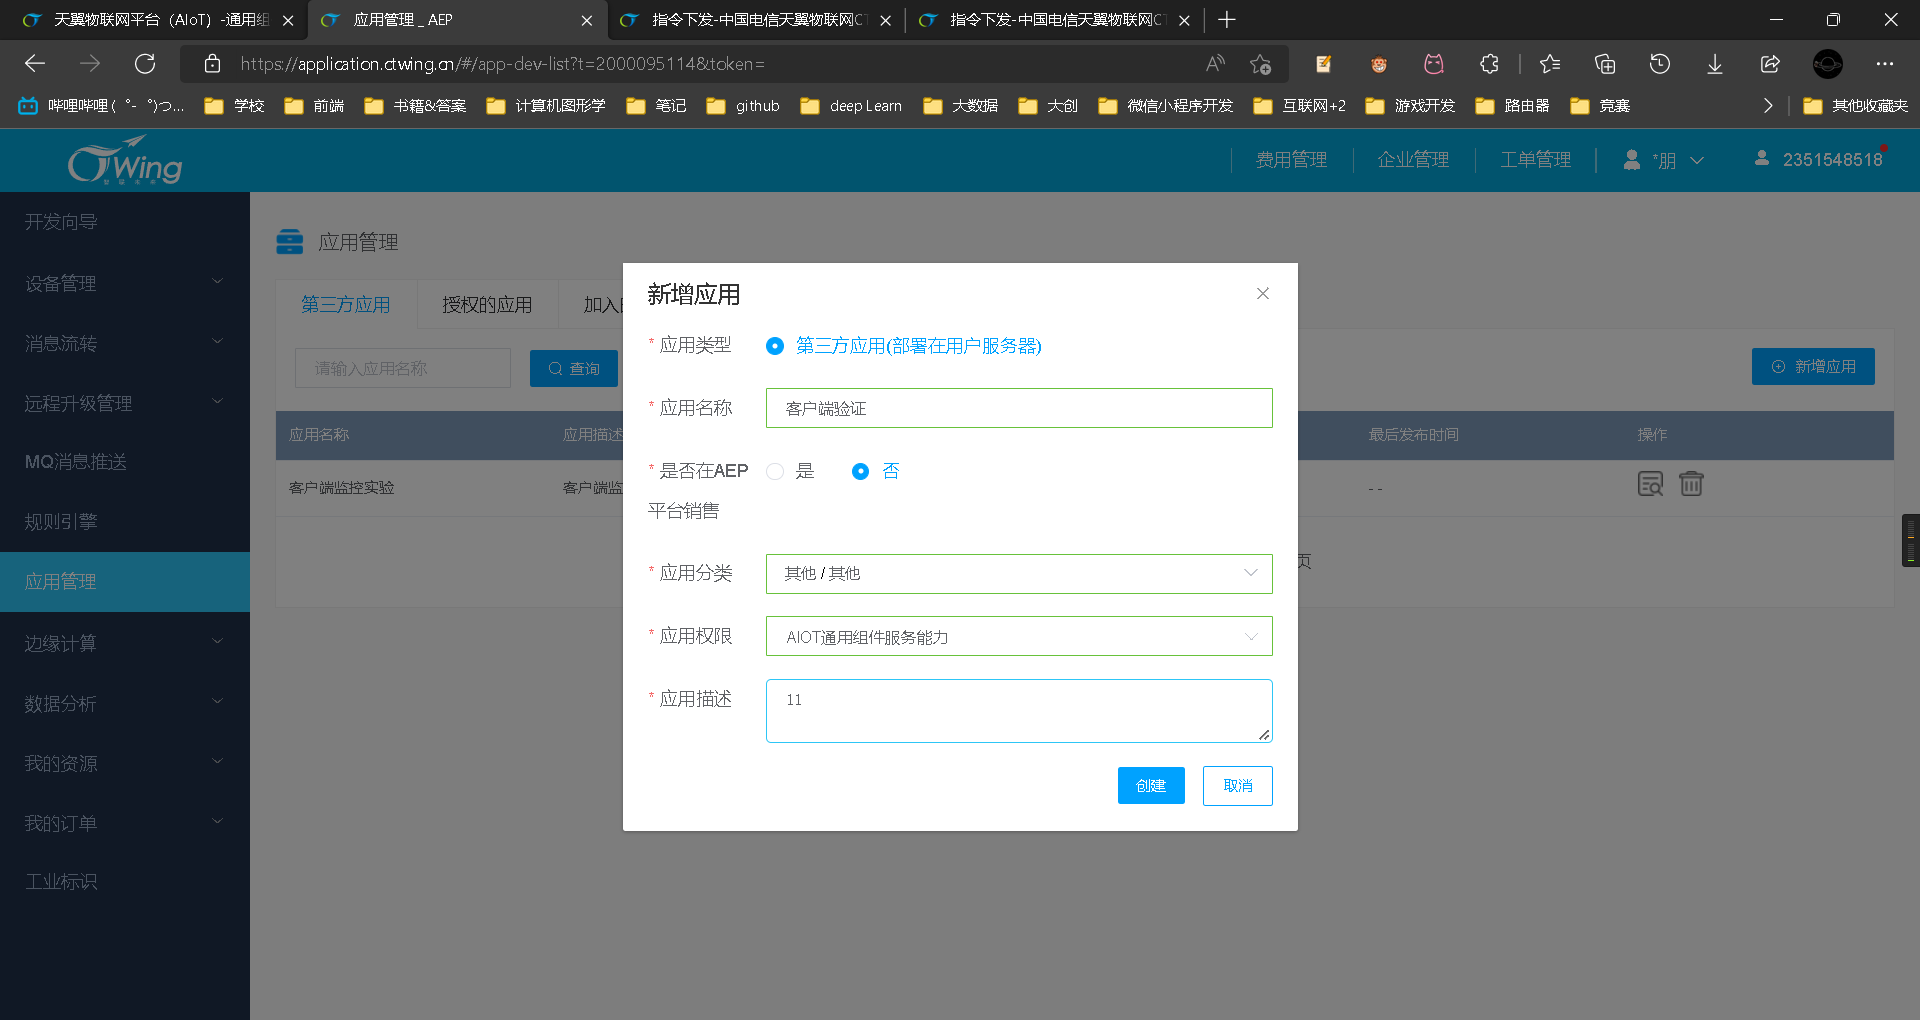 天翼物联网平台（AIoT）-通用组
应用管理 _ AEP
指令下发-中国电信天翼物联网CT
指令下发-中国电信天翼物联网CT
https://application.ctwing.cn/#/app-dev-list?t=2000095114&token=
哔哩哔哩 (゜-゜)つ...
学校
前端
书籍&答案
计算机图形学
笔记
github
deep Learn
大数据
大创
微信小程序开发
互联网+2
游戏开发
路由器
竞赛
其他收藏夹
CTWing
费用管理
企业管理
工单管理
*朋
2351548518
开发向导
设备管理
消息流转
远程升级管理
MQ消息推送
规则引擎
应用管理
边缘计算
数据分析
我的资源
我的订单
工业标识
应用管理
第三方应用
授权的应用
加入
请输入应用名称
查询
新增应用
应用名称
应用描述
最后发布时间
操作
客户端监控实验
客户端监
- -
页
新增应用
* 应用类型
第三方应用(部署在用户服务器)
* 应用名称
客户端验证
* 是否在AEP
平台销售
是
否
* 应用分类
其他 / 其他
* 应用权限
AIOT通用组件服务能力
* 应用描述
11
创建
取消